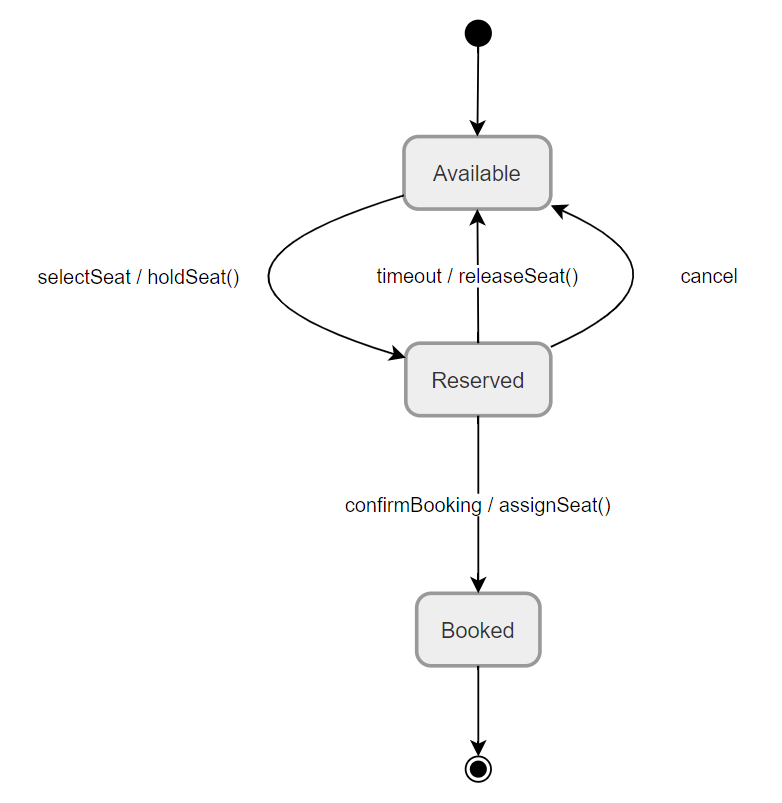 Available
selectSeat / holdSeat()
timeout / releaseSeat()
cancel
Reserved
confirmBooking / assignSeat()
Booked